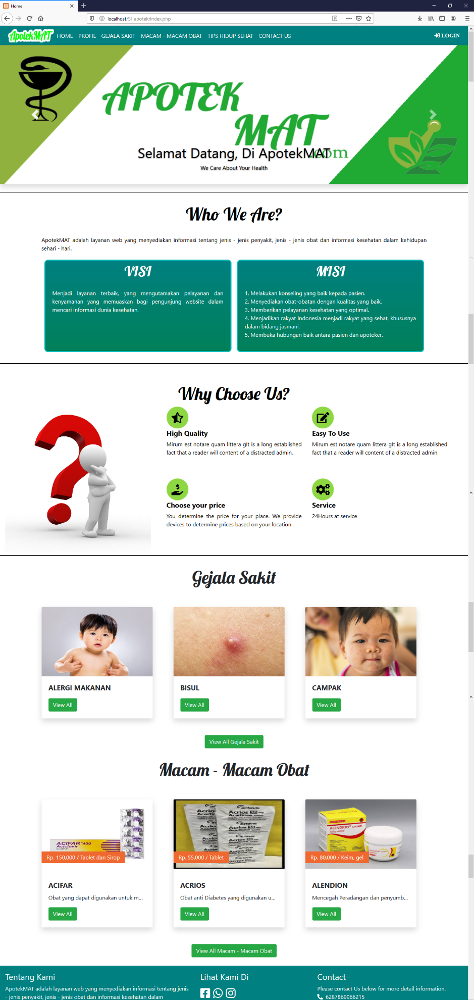 Home
localhost/SI_apotek/index.php
ApotekMAT HOME PROFIL GEJALA SAKIT MACAM - MACAM OBAT TIPS HIDUP SEHAT CONTACT US LOGIN
APOTEK
MAT
.com
Selamat Datang, Di ApotekMAT
We Care About Your Health
Who We Are?
ApotekMAT adalah layanan web yang menyediakan informasi tentang jenis - jenis penyakit, jenis - jenis obat dan informasi kesehatan dalam kehidupan
sehari - hari.
VISI
Menjadi layanan terbaik, yang mengutamakan pelayanan dan
kenyamanan yang memuaskan bagi pengunjung website dalam
mencari informasi dunia kesehatan.
MISI
1. Melakukan konseling yang baik kepada pasien.
2. Menyediakan obat-obatan dengan kualitas yang baik.
3. Memberikan pelayanan kesehatan yang optimal.
4. Menjadikan rakyat Indonesia menjadi rakyat yang sehat, khususnya
dalam bidang jasmani.
5. Membuka hubungan baik antara pasien dan apoteker.
Why Choose Us?
High Quality
Mirum est notare quam littera gIt is a long established
fact that a reader will content of a distracted admin.
Easy To Use
Mirum est notare quam littera gIt is a long established
fact that a reader will content of a distracted admin.
Choose your price
You determine the price for your place. We provide
devices to determine prices based on your location.
Service
24Hours at service
Gejala Sakit
ALERGI MAKANAN
View All
BISUL
View All
CAMPAK
View All
View All Gejala Sakit
Macam - Macam Obat
ACIFAR 400
Aciclovir
Rp. 150,000 / Tablet dan Sirop
ACIFAR
Obat yang dapat digunakan untuk m...
View All
actavis
Acrios 50 mg
Acarbose
Rp. 55,000 / Tablet
ACRIOS
Obat anti Diabetes yang digunakan u...
View All
ALENDION cream
Adapalene
Rp. 80,000 / Keim, gel
ALENDION
Mencegah Peradangan dan penyumb...
View All
View All Macam - Macam Obat
Tentang Kami
ApotekMAT adalah layanan web yang menyediakan informasi tentang jenis
- jenis penyakit, jenis - jenis obat dan informasi kesehatan dalam
Lihat Kami Di
Contact
Please contact Us below for more detail information.
6287869966215